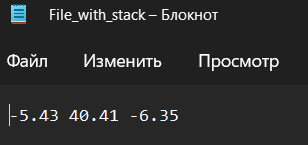 File_with_stack – Блокнот
Файл Изменить Просмотр
-5.43 40.41 -6.35